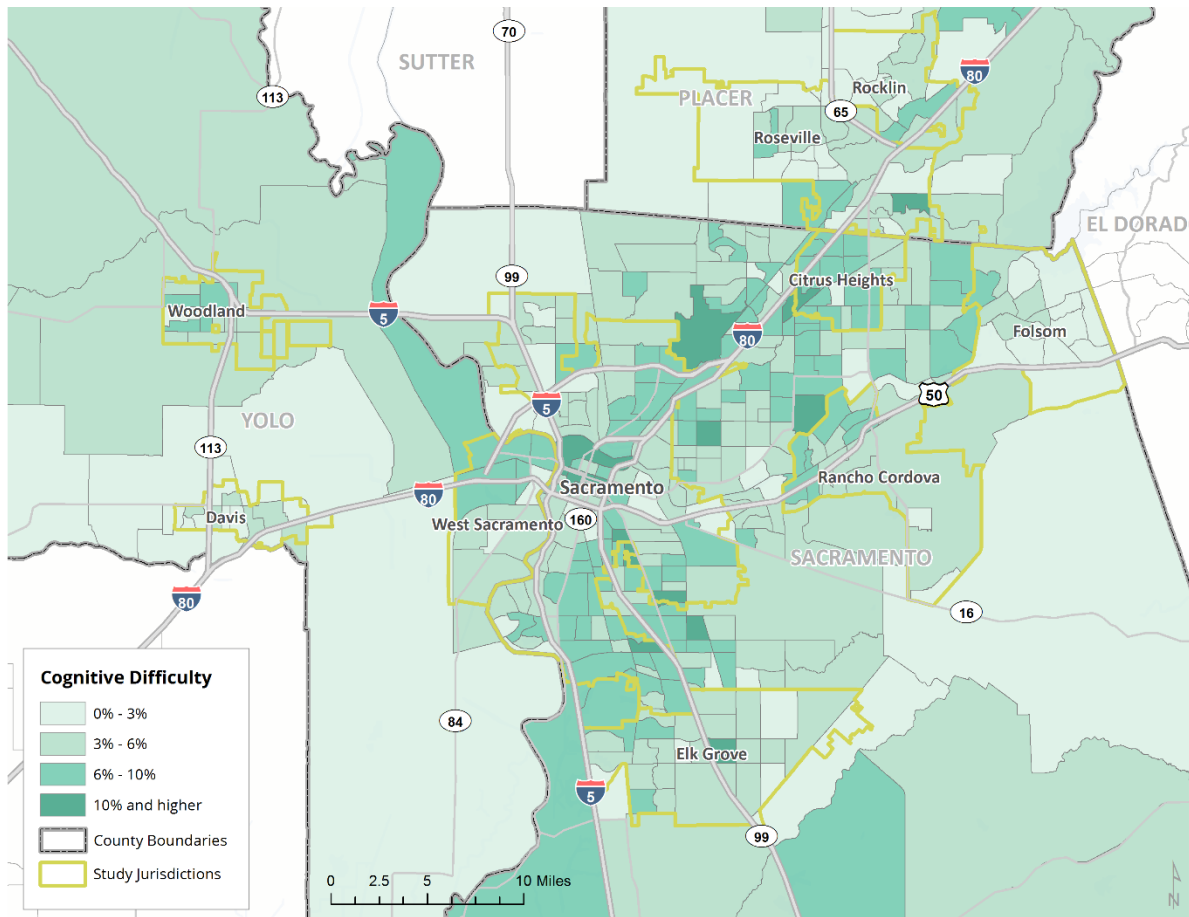 70
SUTTER
113
80
Rocklin
PLACER
65
Roseville
EL DORAD
99
Citrus Heights
Woodland
5
80
Folsom
50
5
YOLO
113
Rancho Cordova
Sacramento
80
West Sacramento
160
Davis
SACRAMENTO
80
16
Cognitive Difficulty
0% - 3%
3% - 6%
6% - 10%
10% and higher
County Boundaries
Study Jurisdictions
84
Elk Grove
5
99
0 2.5 5 10 Miles
N